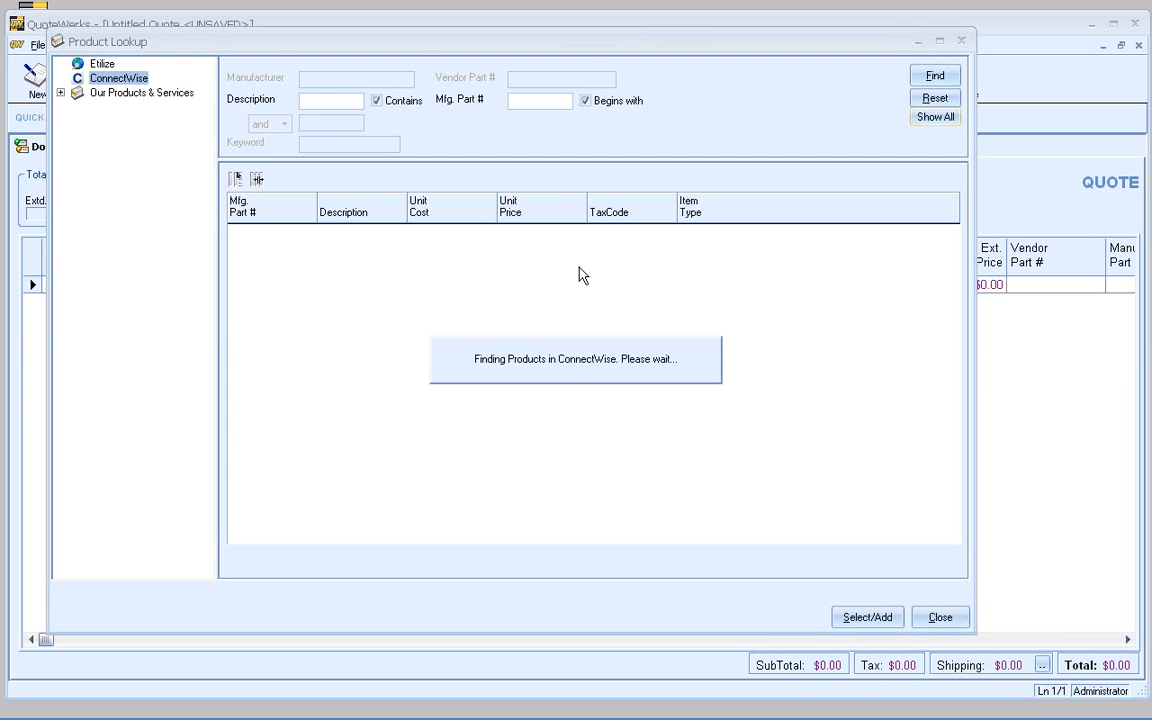 QuoteWerks - [Untitled Quote <UNSAVED>]
Product Lookup
File
New
QUICK
Do
Tota
Extd.
Etilize
ConnectWise
Our Products & Services
Manufacturer
Vendor Part #
Find
Description
Contains
Mfg. Part #
Begins with
Reset
and
Show All
Keyword
Mfg. Part #
Description
Unit Cost
Unit Price
TaxCode
Item Type
Finding Products in ConnectWise. Please wait...
Select/Add
Close
QUOTE
Ext. Price
Vendor Part #
Manu Part
$0.00
SubTotal: $0.00
Tax: $0.00
Shipping: $0.00
..
Total: $0.00
Ln 1/1
Administrator